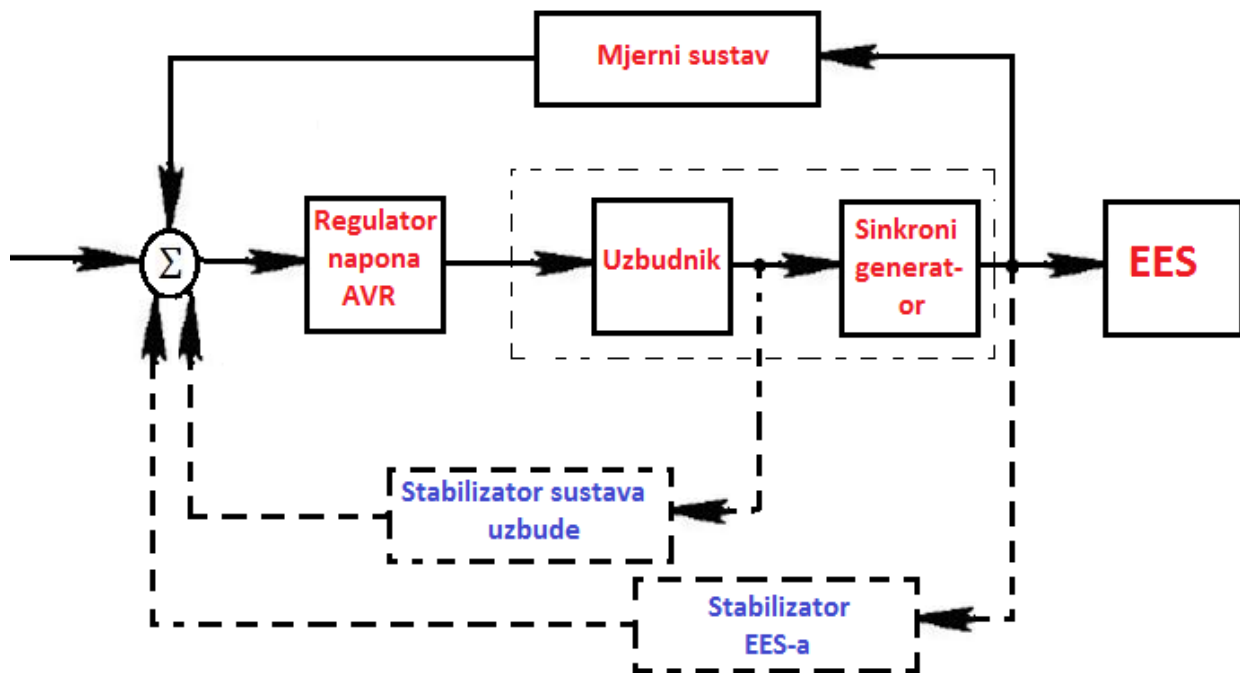 Mjerni sustav
Σ
Regulator
napona
AVR
Uzbudnik
Sinkroni
generat-
or
EES
Stabilizator sustava
uzbude
Stabilizator
EES-a